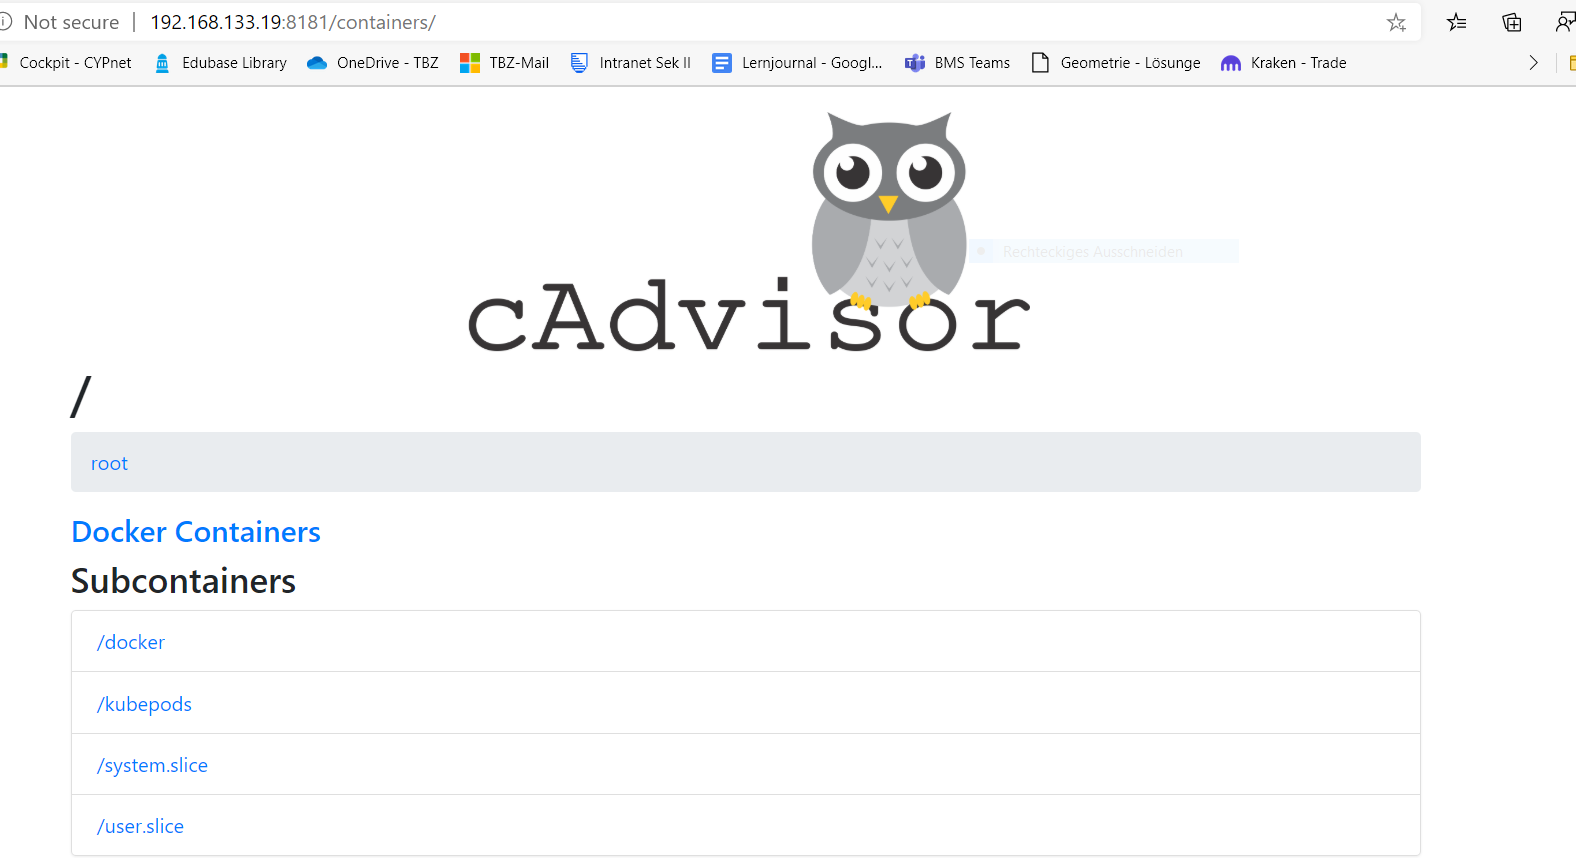 Not secure | 192.168.133.19:8181/containers/
Cockpit - CYPnet Edubase Library OneDrive - TBZ TBZ-Mail Intranet Sek II Lernjournal - Googl... BMS Teams Geometrie - Lösunge Kraken - Trade
Rechteckiges Ausschneiden
cAdvisor
/
root
Docker Containers
Subcontainers
/docker
/kubepods
/system.slice
/user.slice